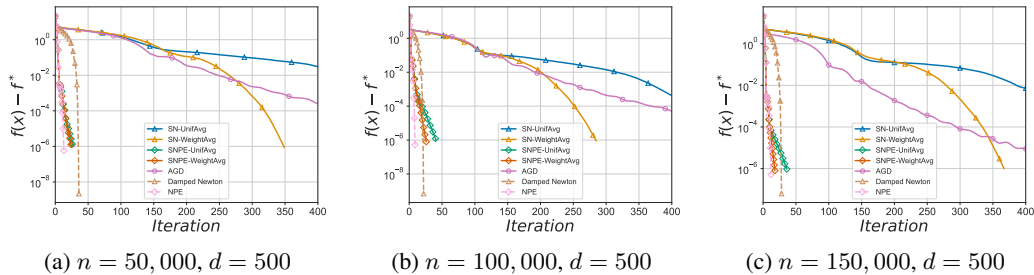 f(x) − f*
10^0
10^−2
10^−4
10^−6
10^−8
SN-UnifAvg
SN-WeightAvg
SNPE-UnifAvg
SNPE-WeightAvg
AGD
Damped Newton
NPE
0 50 100 150 200 250 300 350 400
Iteration
(a) n = 50, 000, d = 500
f(x) − f*
10^0
10^−2
10^−4
10^−6
10^−8
SN-UnifAvg
SN-WeightAvg
SNPE-UnifAvg
SNPE-WeightAvg
AGD
Damped Newton
NPE
0 50 100 150 200 250 300 350 400
Iteration
(b) n = 100, 000, d = 500
f(x) − f*
10^0
10^−2
10^−4
10^−6
SN-UnifAvg
SN-WeightAvg
SNPE-UnifAvg
SNPE-WeightAvg
AGD
Damped Newton
NPE
0 50 100 150 200 250 300 350 400
Iteration
(c) n = 150, 000, d = 500